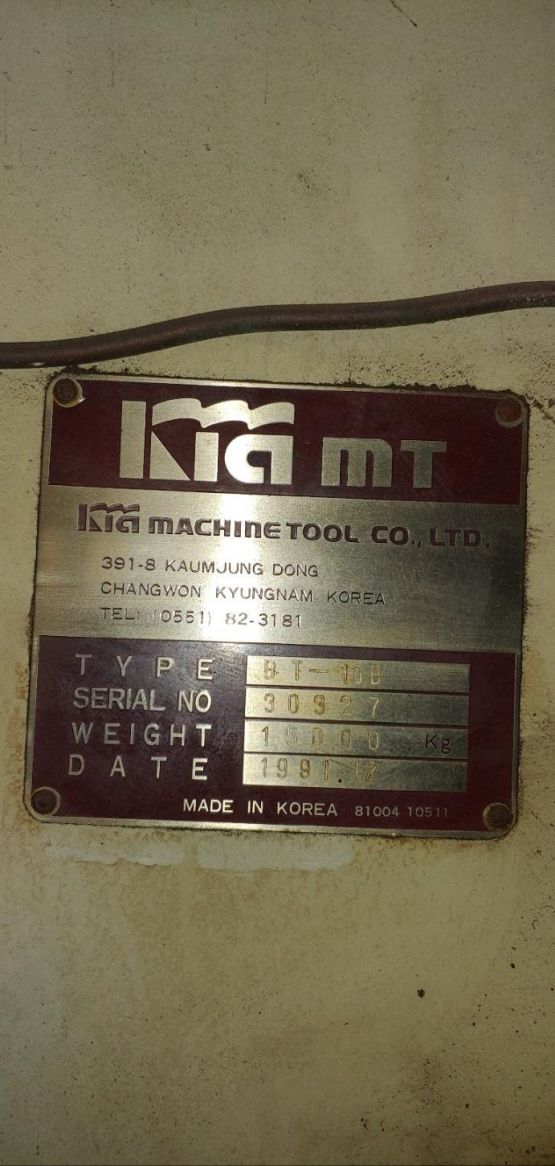 Kia MT
Kia MACHINE TOOL CO., LTD.
391-8 KAUMJUNG DONG
CHANGWON KYUNGNAM KOREA
TEL: (0551) 82-3181
TYPE
SERIAL NO 30927
WEIGHT 15000 Kg
DATE 1991.12
MADE IN KOREA 81004 10511